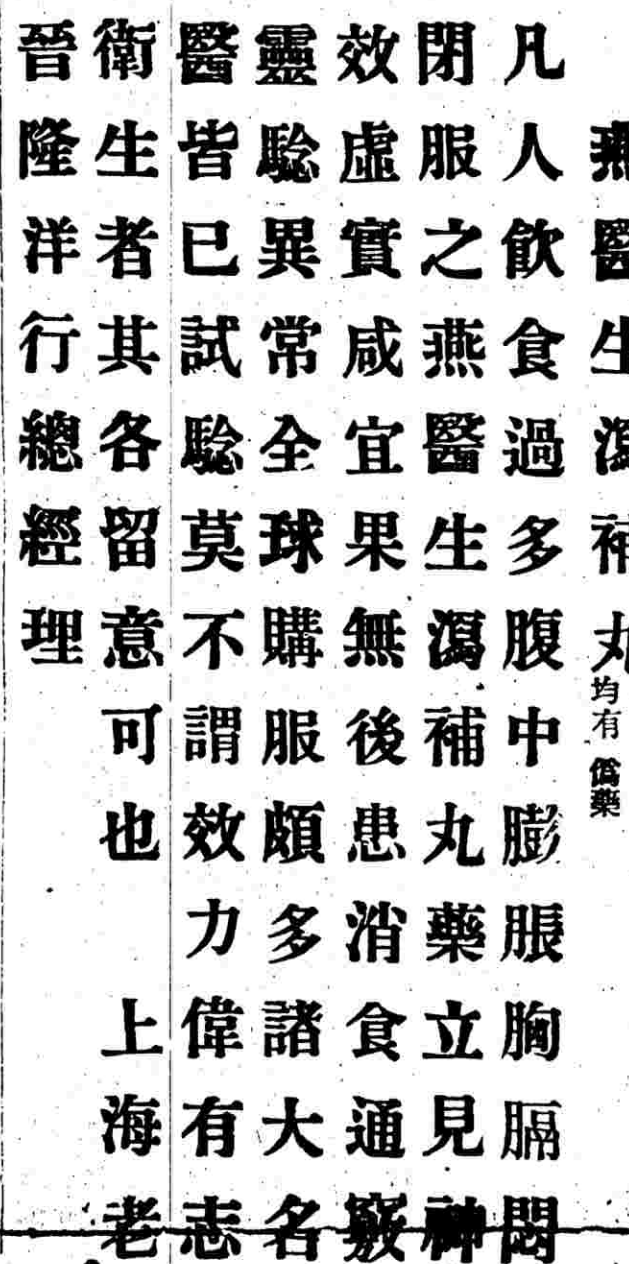 燕醫生瀉補丸均有僞藥
凡人飲食過多腹中膨脹胸膈悶
閉服之燕醫生瀉補丸藥立見神
效虛實咸宜果無後患消食通竅
靈騐異常全球購服頗多諸大名
醫皆已試騐莫不謂效力偉有志
衛生者其各留意可也 上海老
晉隆洋行總經理